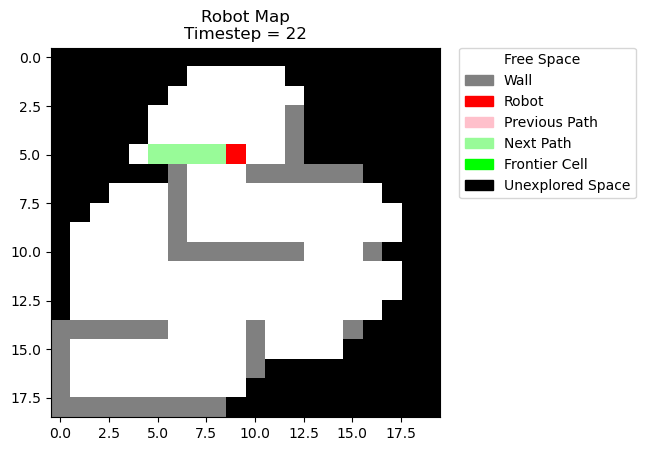 Robot Map
Timestep = 22
0.0
2.5
5.0
7.5
10.0
12.5
15.0
17.5
0.0
2.5
5.0
7.5
10.0
12.5
15.0
17.5
Free Space
Wall
Robot
Previous Path
Next Path
Frontier Cell
Unexplored Space